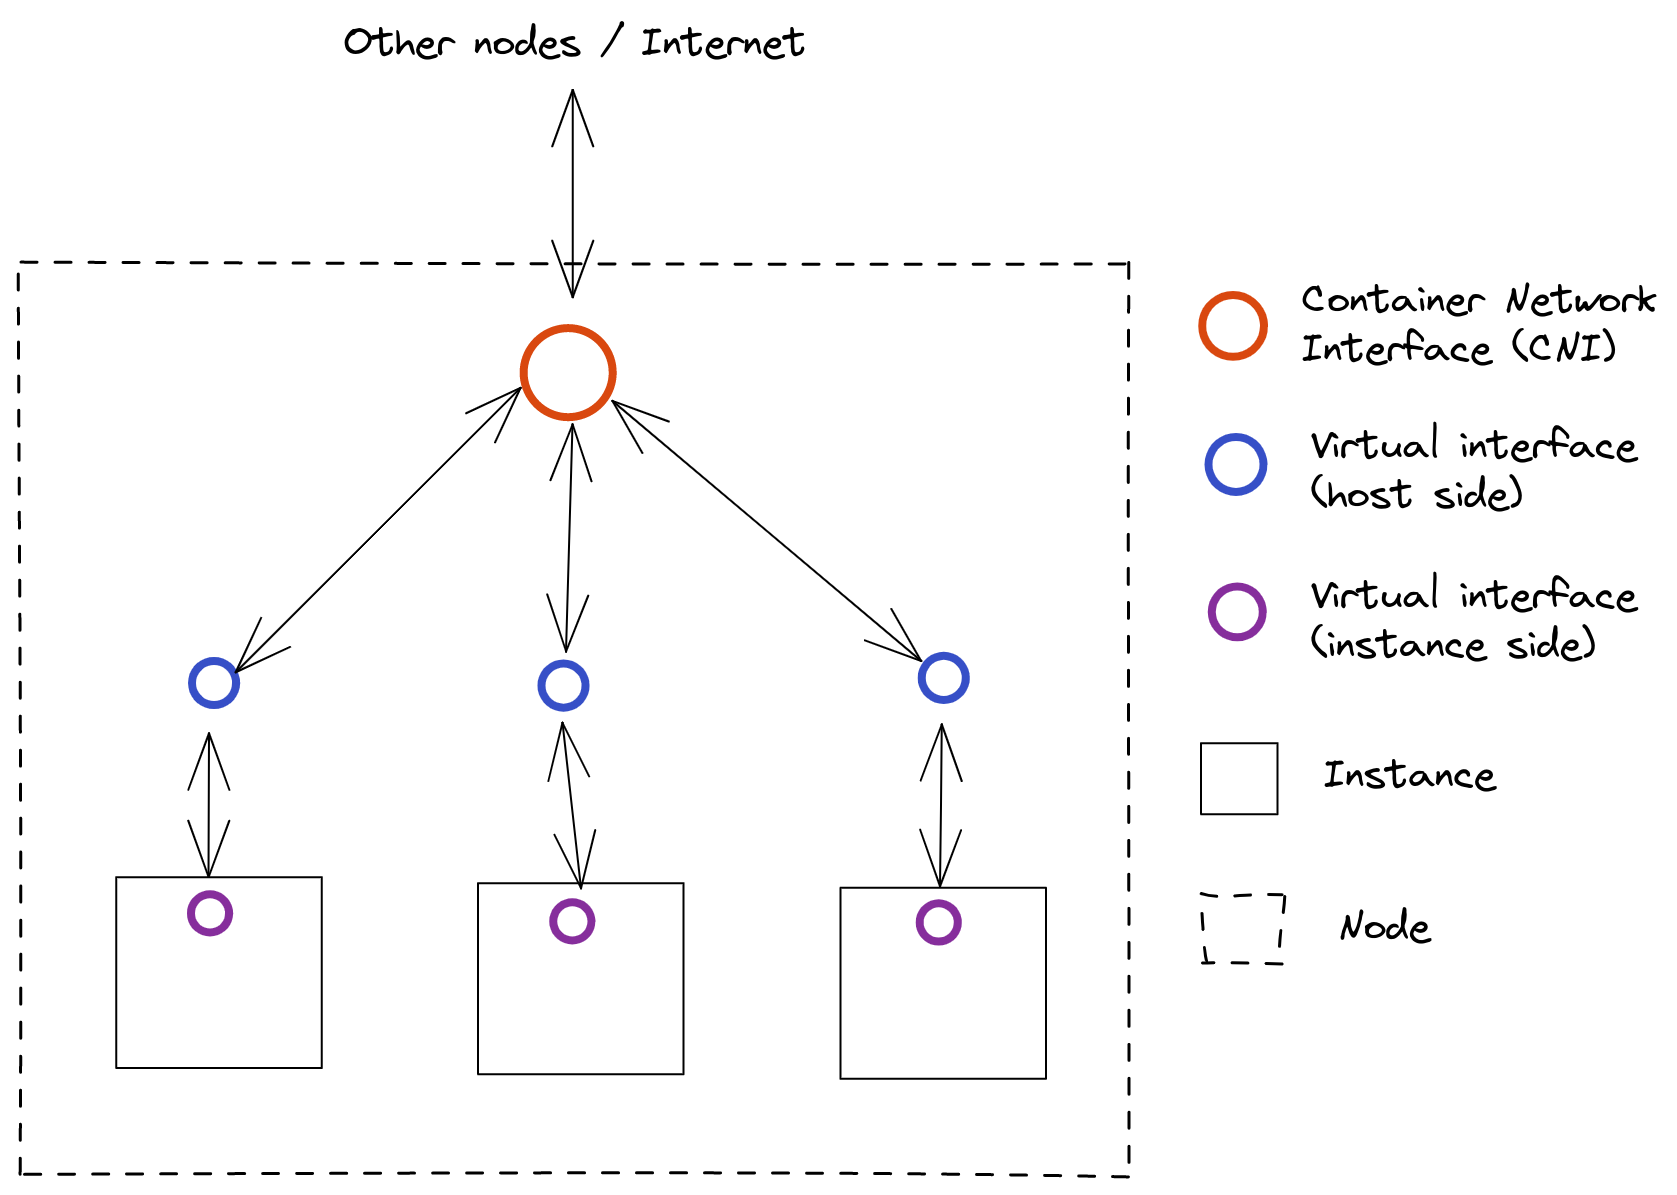 Other nodes / Internet
Container Network
Interface (CNI)
Virtual interface
(host side)
Virtual interface
(instance side)
Instance
Node